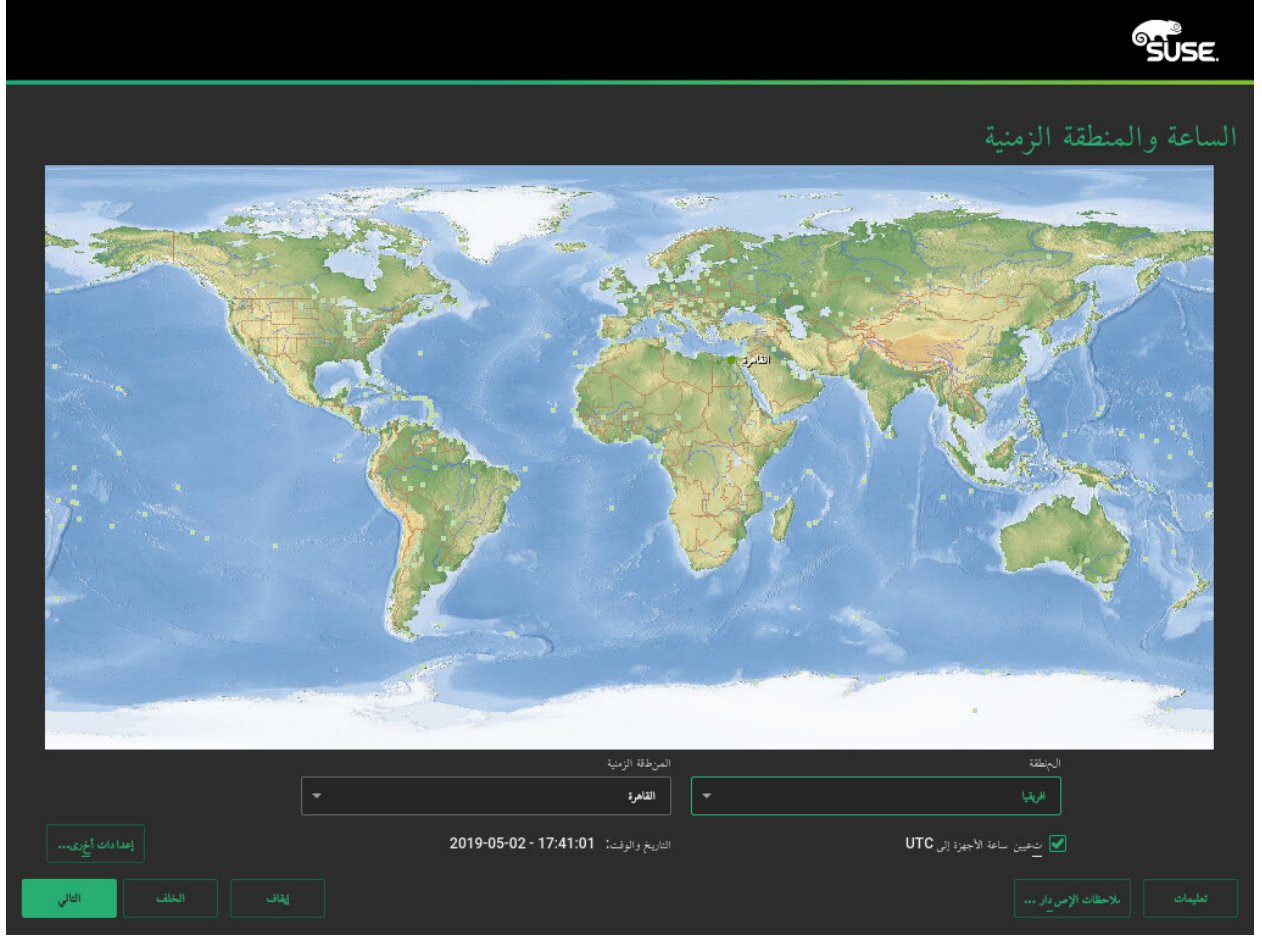 SUSE.
الساعة والمنطقة الزمنية
القاهرة
المنطقة
المنطقة الزمنية
افريقيا
القاهرة
تعيين ساعة الأجهزة إلى UTC
التاريخ والوقت: 2019-05-02 - 17:41:01
إعدادات أخرى...
تعليمات
ملاحظات الإصدار ...
إيقاف
الخلف
التالي